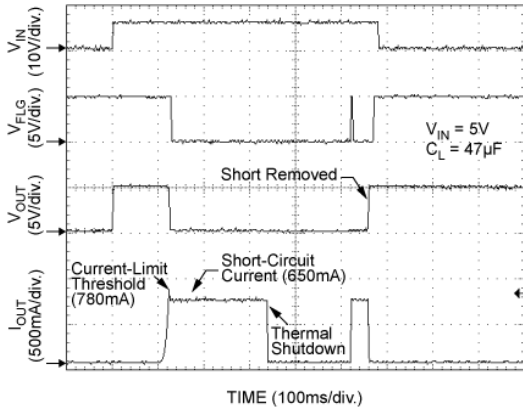 V_IN
(10V/div.)
V_FLG
(5V/div.)
V_IN = 5V
C_L = 47µF
V_OUT
(5V/div.)
Short Removed
I_OUT
(500mA/div.)
Current-Limit
Threshold
(780mA)
Short-Circuit
Current (650mA)
Thermal
Shutdown
TIME (100ms/div.)